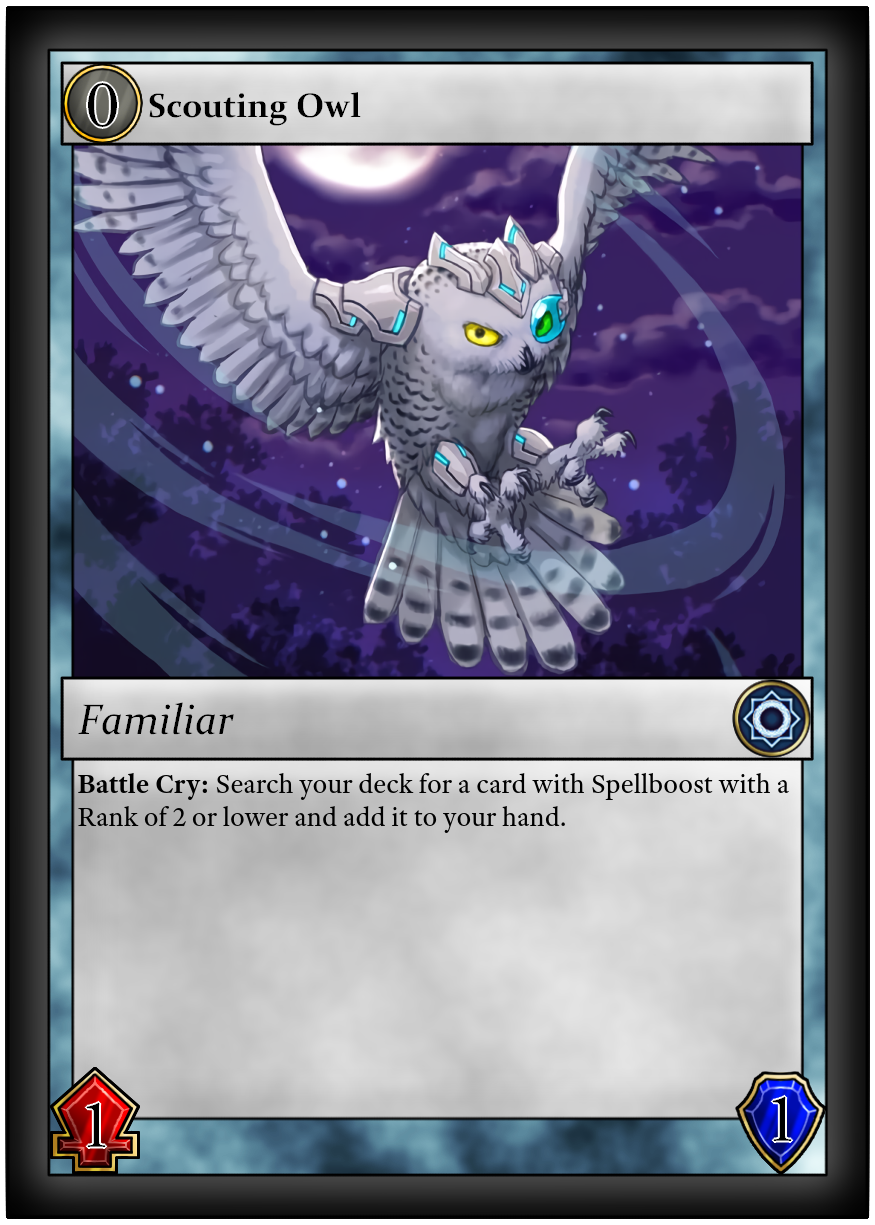 0 Scouting Owl
Familiar
Battle Cry: Search your deck for a card with Spellboost with a
Rank of 2 or lower and add it to your hand.
1 1